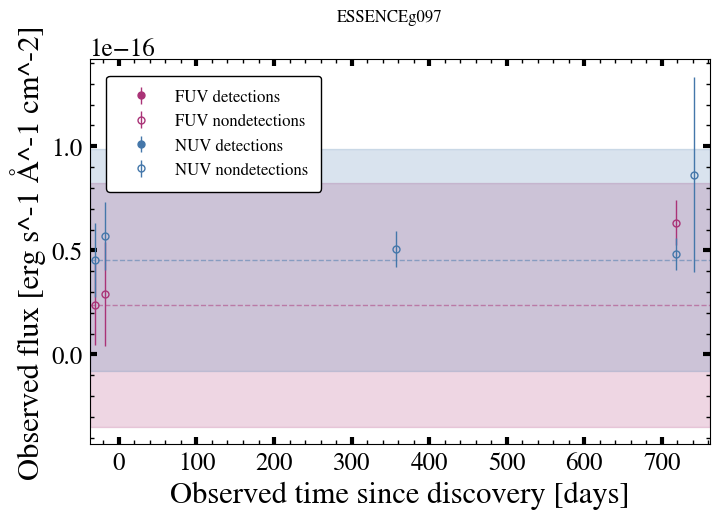 ESSENCEg097
1e−16
FUV detections
FUV nondetections
NUV detections
NUV nondetections
1.0
0.5
0.0
Observed flux [erg s^-1 Å^-1 cm^-2]
0 100 200 300 400 500 600 700
Observed time since discovery [days]